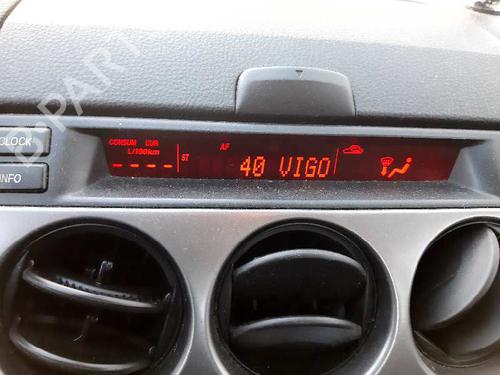 CLOCK
INFO
CONSUM CUR
L/100km
- - - -
ST
AF
40 VIGO